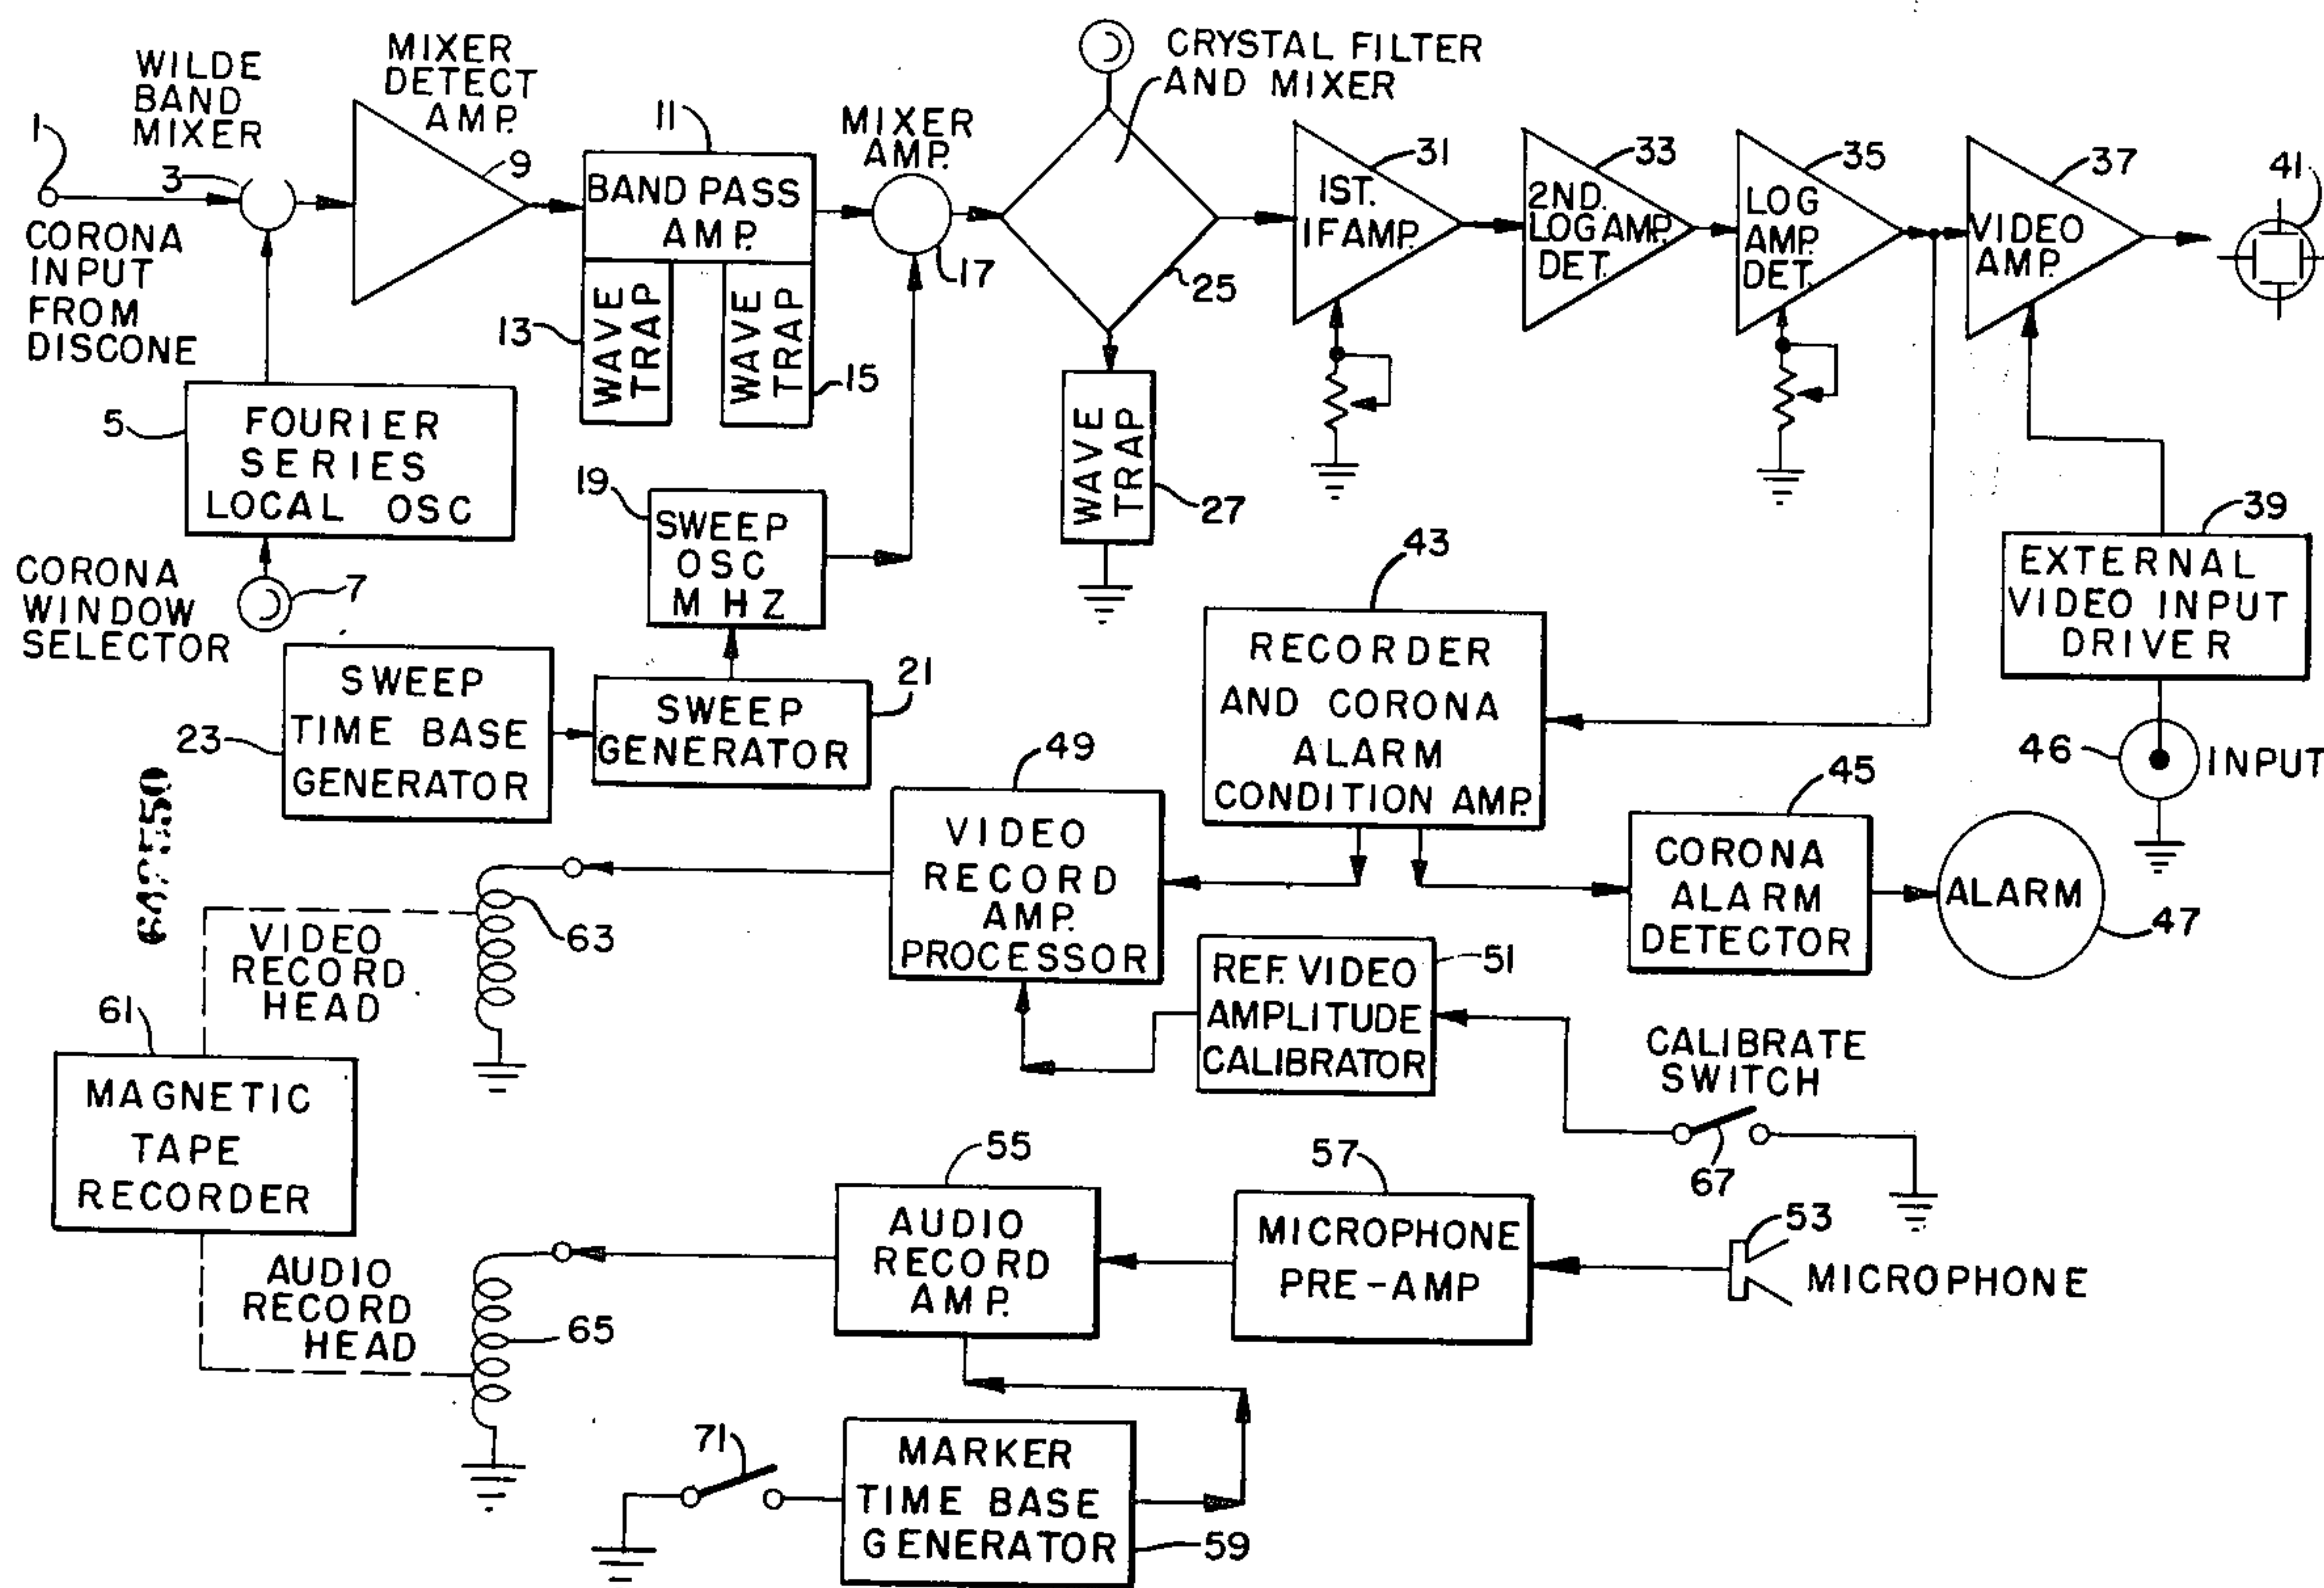 WILDE
BAND
MIXER
MIXER
DETECT
AMP.
CRYSTAL FILTER
AND MIXER
1
3
9
11
MIXER
AMP.
17
25
31
33
35
37
41
CORONA
INPUT
FROM
DISCONE
BAND PASS
AMP.
WAVE
TRAP
13
WAVE
TRAP
15
1ST.
IF AMP.
2ND.
LOG AMP.
DET.
LOG
AMP.
DET.
VIDEO
AMP.
5
FOURIER
SERIES
LOCAL OSC
WAVE
TRAP
27
CORONA
WINDOW
SELECTOR
7
19
SWEEP
OSC
M H Z
39
EXTERNAL
VIDEO INPUT
DRIVER
46
INPUT
23
SWEEP
TIME BASE
GENERATOR
21
SWEEP
GENERATOR
43
RECORDER
AND CORONA
ALARM
CONDITION AMP.
49
VIDEO
RECORD
AMP.
PROCESSOR
45
CORONA
ALARM
DETECTOR
ALARM
47
63
VIDEO
RECORD
HEAD
REF. VIDEO
AMPLITUDE
CALIBRATOR
51
61
MAGNETIC
TAPE
RECORDER
CALIBRATE
SWITCH
67
55
AUDIO
RECORD
AMP.
57
MICROPHONE
PRE-AMP
53
MICROPHONE
AUDIO
RECORD
HEAD
65
71
MARKER
TIME BASE
GENERATOR
59